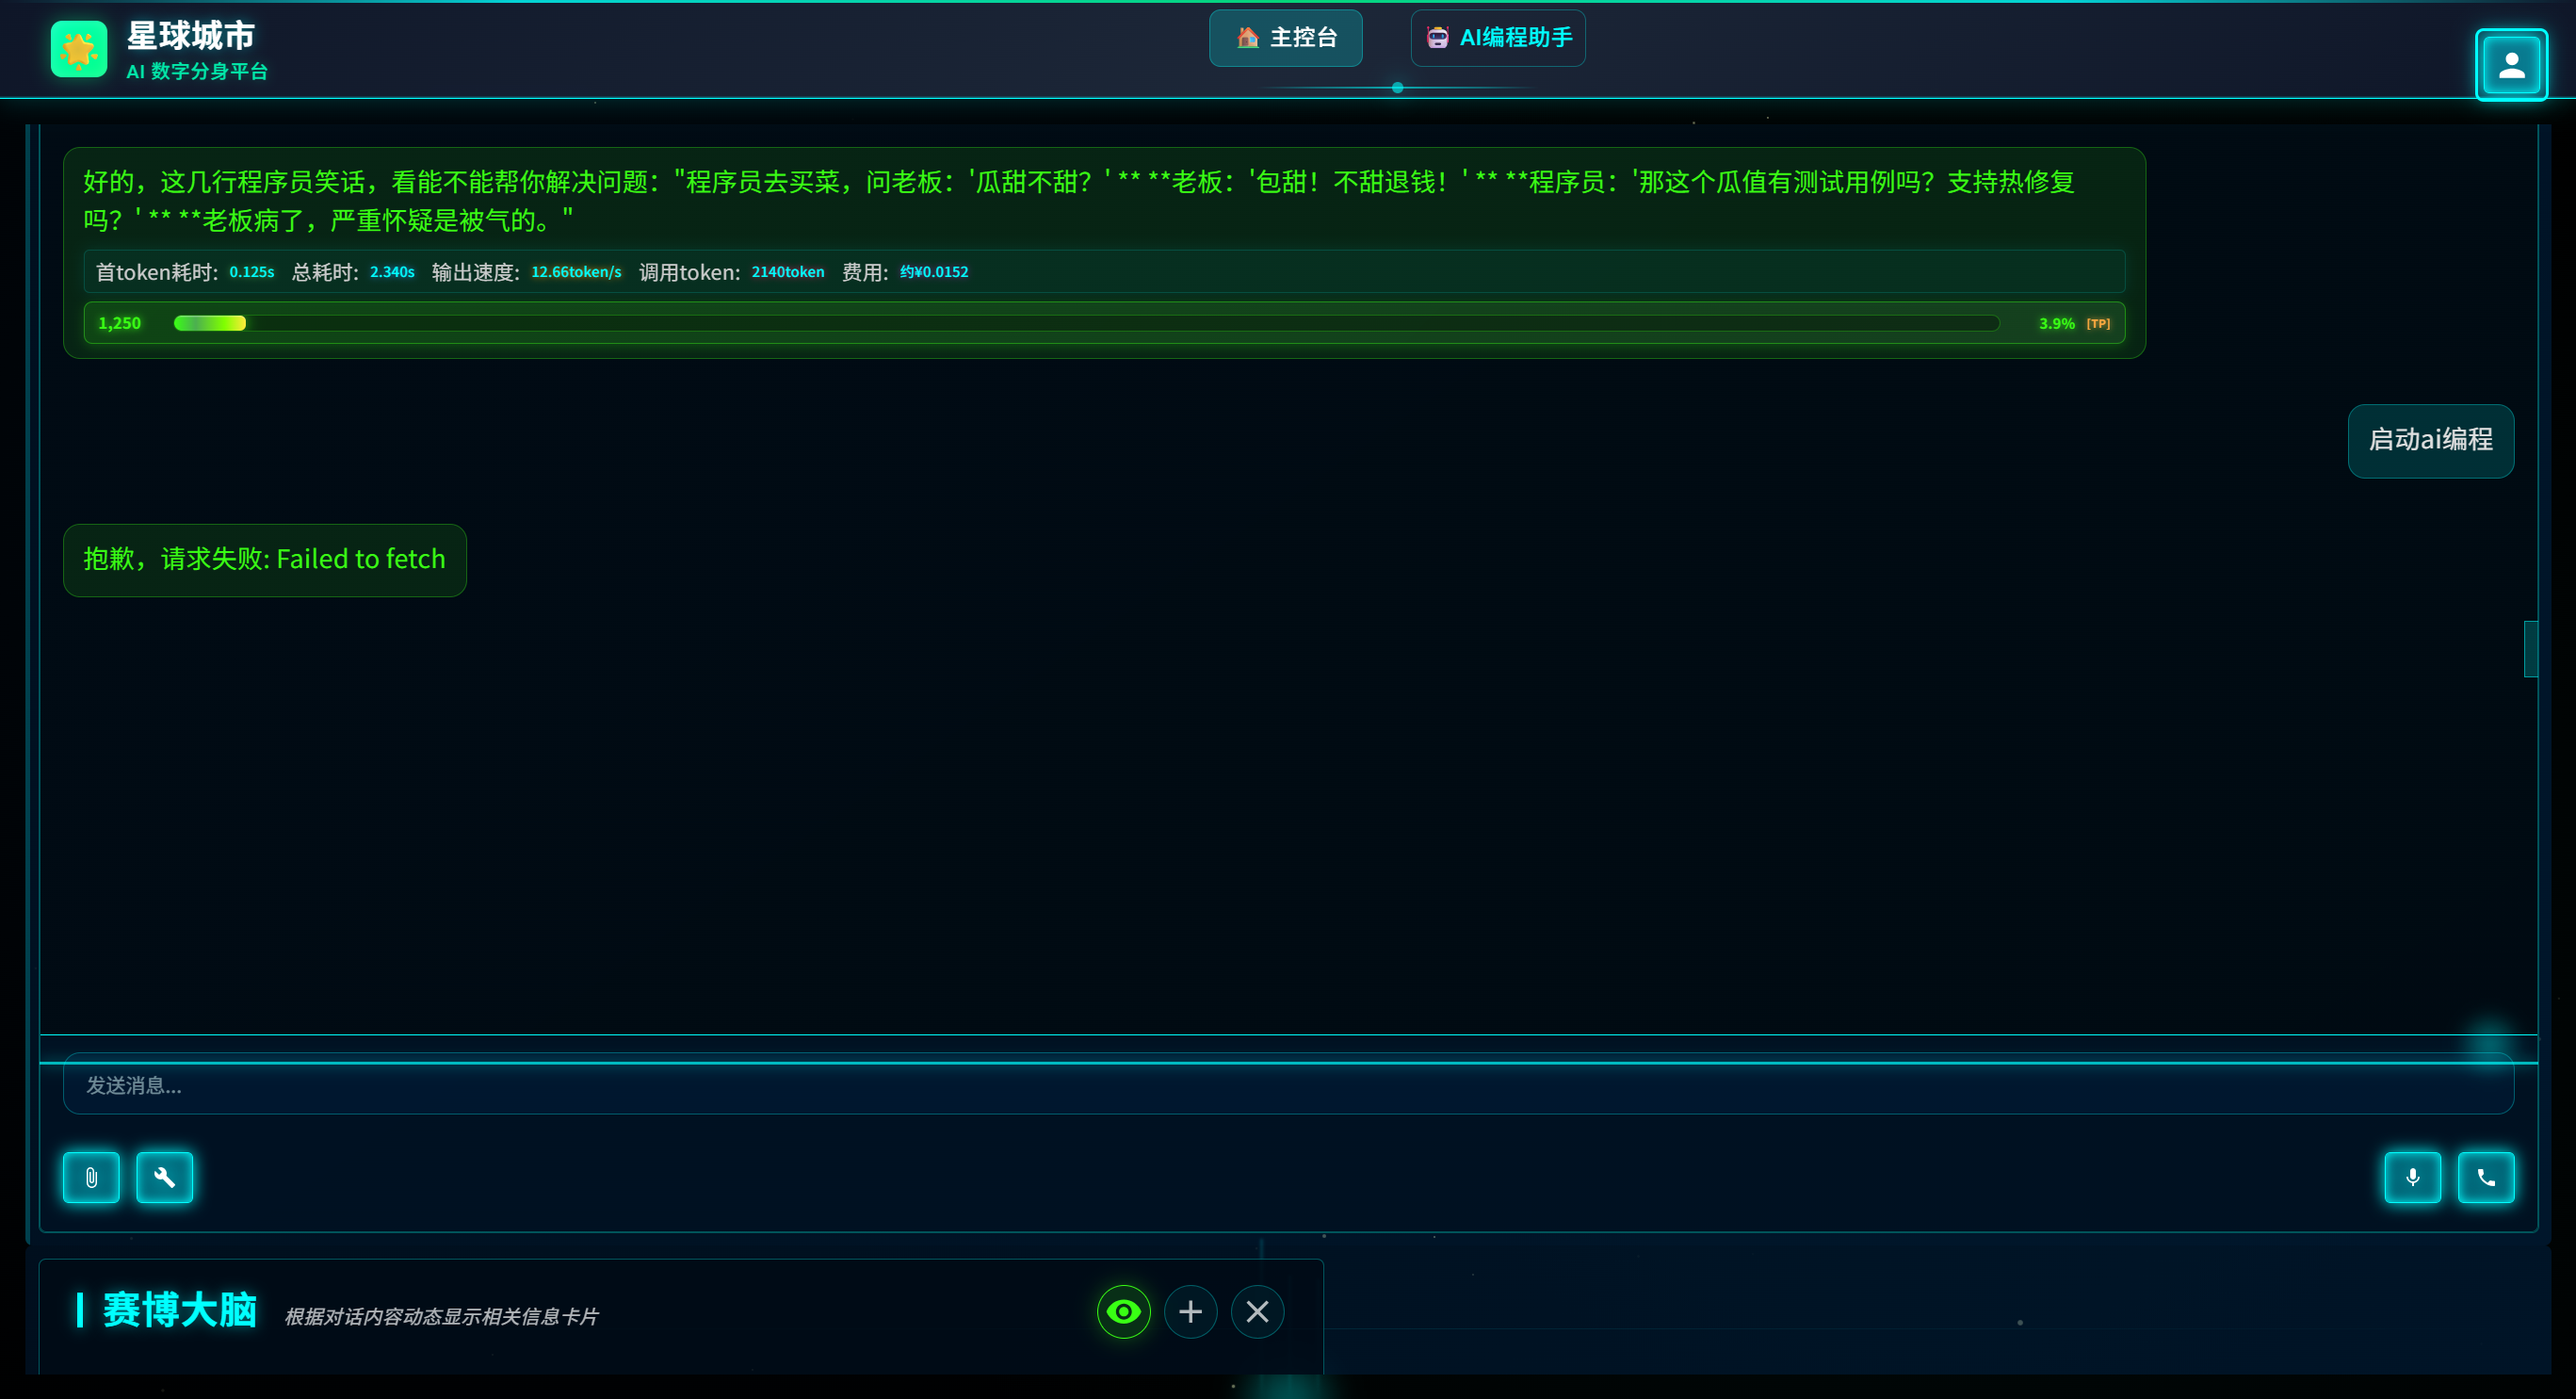 星球城市
AI 数字分身平台
主控台
AI编程助手
好的，这几行程序员笑话，看能不能帮你解决问题："程序员去买菜，问老板：'瓜甜不甜？' ** **老板：'包甜！不甜退钱！' ** **程序员：'那这个瓜值有测试用例吗？支持热修复
吗？' ** **老板病了，严重怀疑是被气的。"
首token耗时: 0.125s 总耗时: 2.340s 输出速度: 12.66token/s 调用token: 2140token 费用: 约¥0.0152
1,250 3.9% [TP]
启动ai编程
抱歉，请求失败: Failed to fetch
发送消息...
赛博大脑 根据对话内容动态显示相关信息卡片